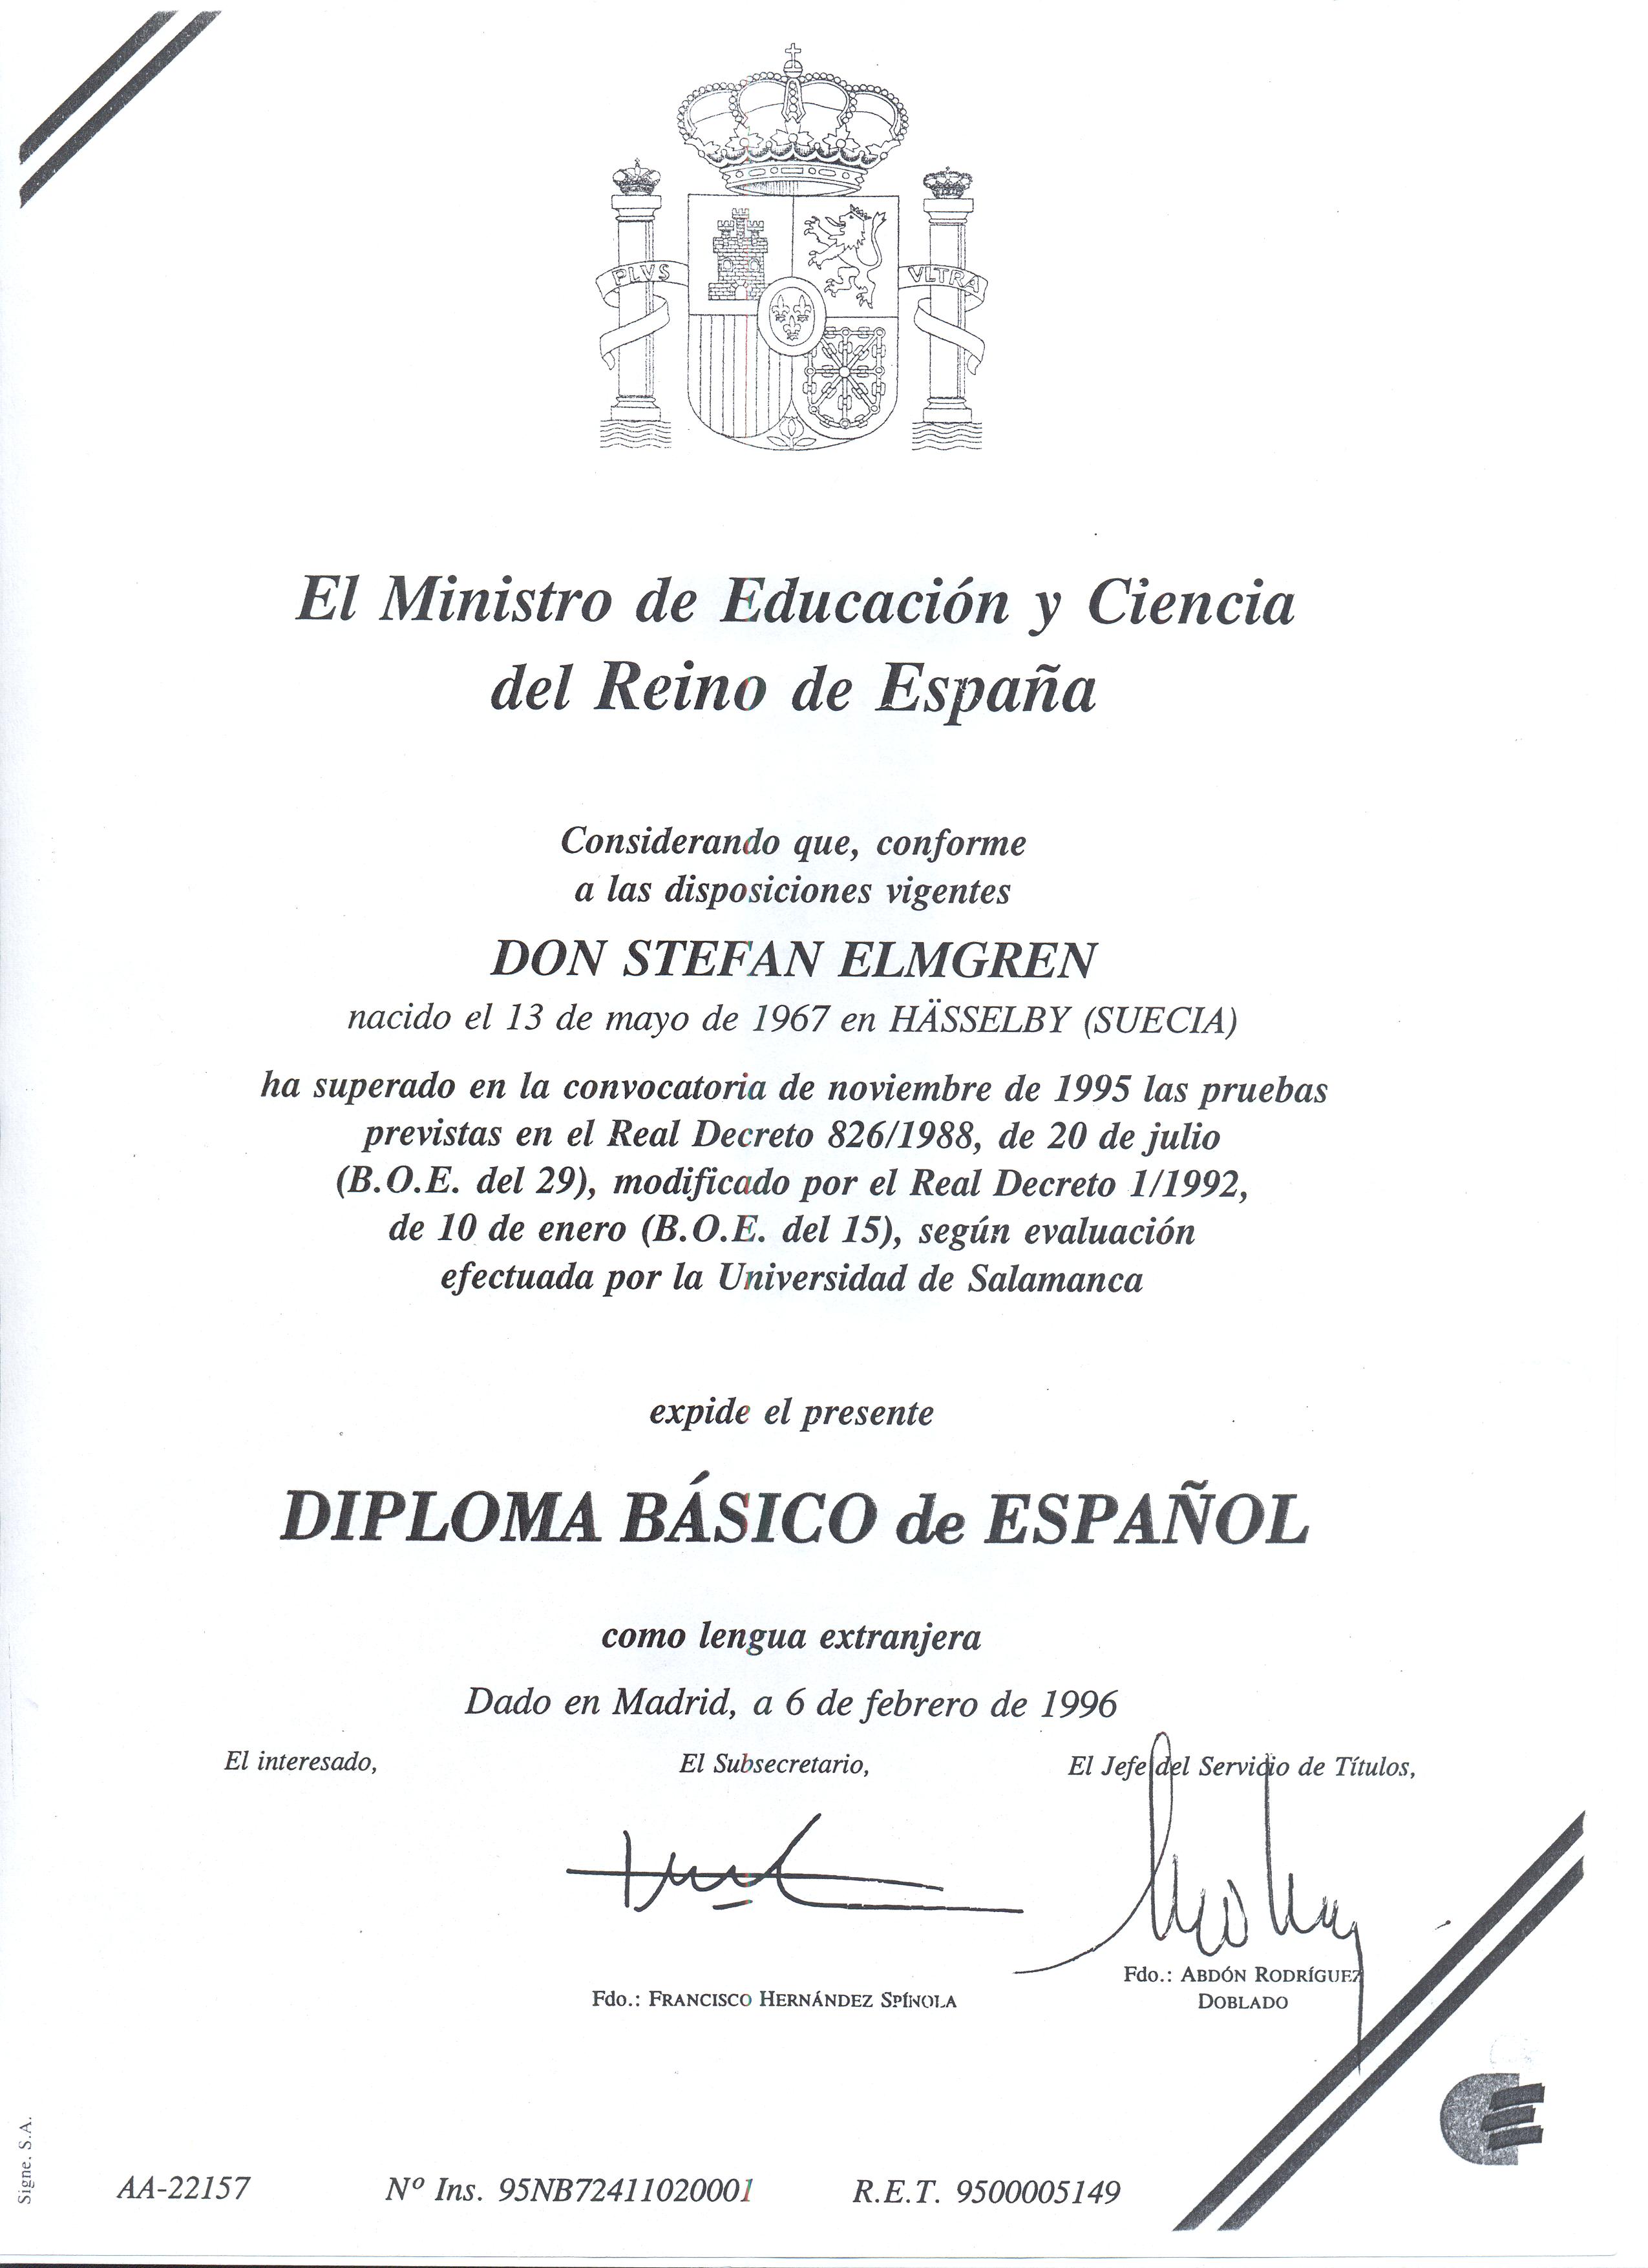 PLVS VLTRA
El Ministro de Educación y Ciencia
del Reino de España
Considerando que, conforme
a las disposiciones vigentes
DON STEFAN ELMGREN
nacido el 13 de mayo de 1967 en HÄSSELBY (SUECIA)
ha superado en la convocatoria de noviembre de 1995 las pruebas
previstas en el Real Decreto 826/1988, de 20 de julio
(B.O.E. del 29), modificado por el Real Decreto 1/1992,
de 10 de enero (B.O.E. del 15), según evaluación
efectuada por la Universidad de Salamanca
expide el presente
DIPLOMA BÁSICO de ESPAÑOL
como lengua extranjera
Dado en Madrid, a 6 de febrero de 1996
El interesado, El Subsecretario, El Jefe del Servicio de Títulos,
Fdo.: FRANCISCO HERNÁNDEZ SPÍNOLA
Fdo.: ABDÓN RODRÍGUEZ
DOBLADO
Signe. S.A.
AA-22157 Nº Ins. 95NB72411020001 R.E.T. 9500005149